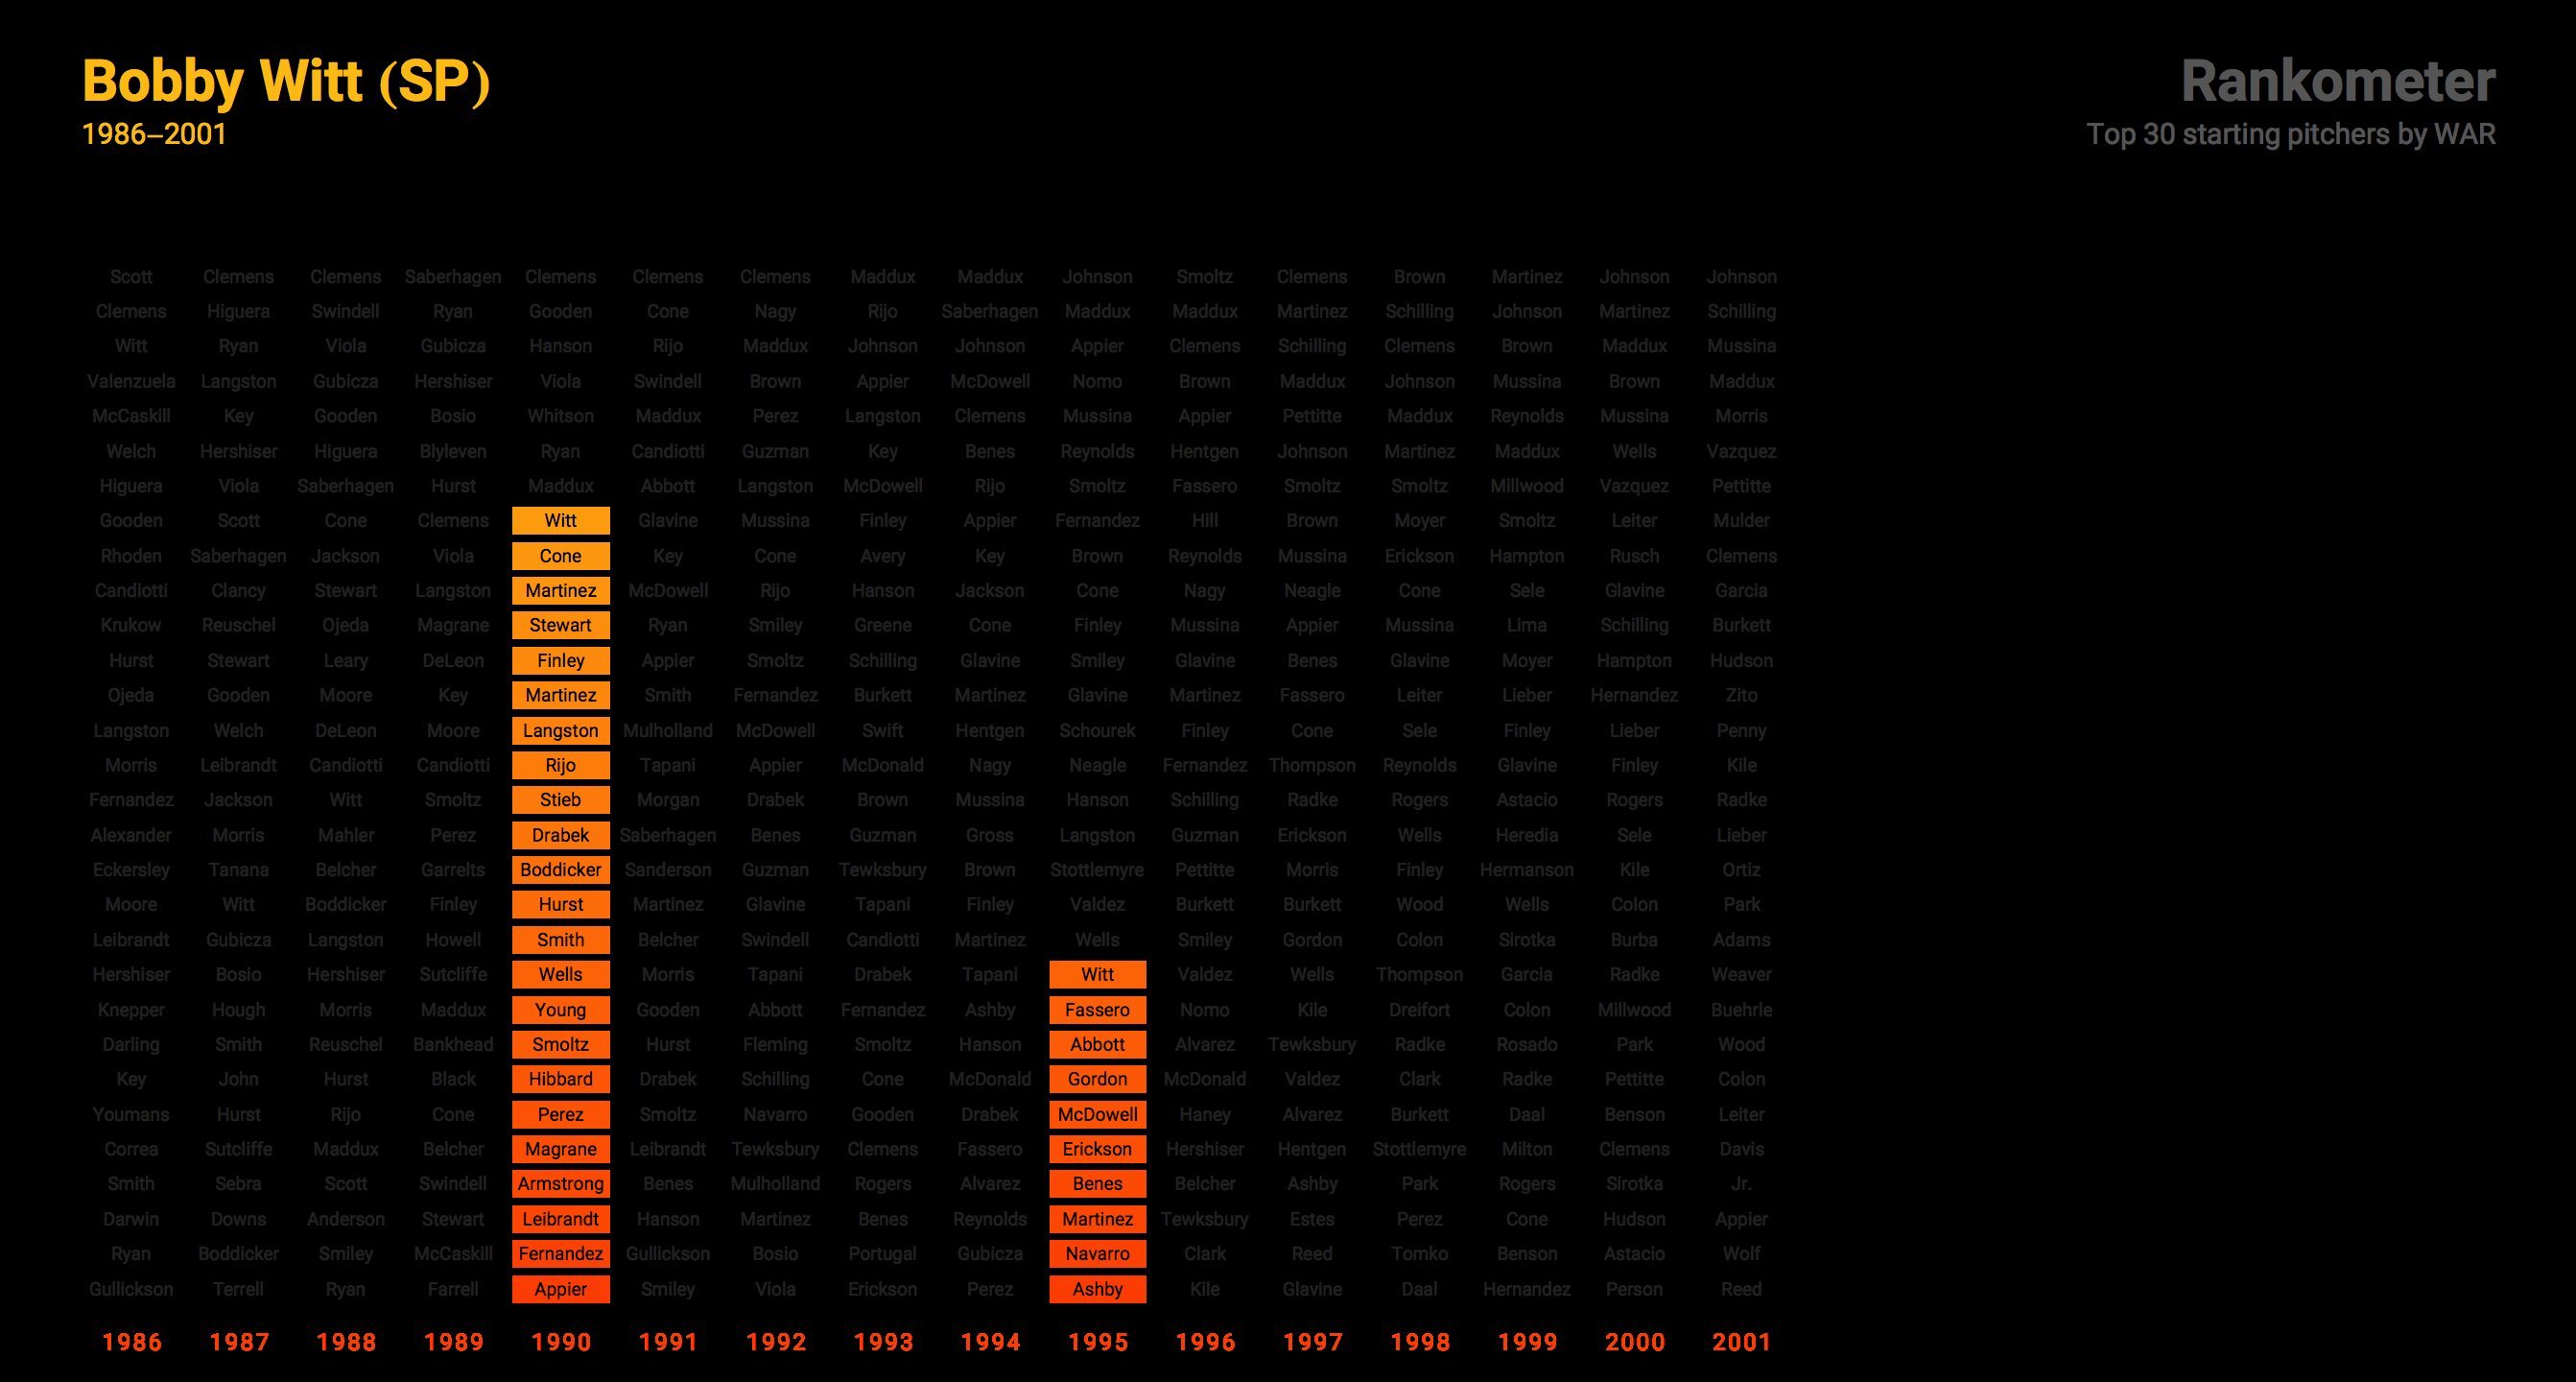 Bobby Witt (SP)
1986–2001
Rankometer
Top 30 starting pitchers by WAR
Scott Clemens Clemens Saberhagen Clemens Clemens Clemens Maddux Maddux Johnson Smoltz Clemens Brown Martinez Johnson Johnson
Clemens Higuera Swindell Ryan Gooden Cone Nagy Rijo Saberhagen Maddux Maddux Martinez Schilling Johnson Martinez Schilling
Witt Ryan Viola Gubicza Hanson Rijo Maddux Johnson Johnson Appier Clemens Schilling Clemens Brown Maddux Mussina
Valenzuela Langston Gubicza Hershiser Viola Swindell Brown Appier McDowell Nomo Brown Maddux Johnson Mussina Brown Maddux
McCaskill Key Gooden Bosio Whitson Maddux Perez Langston Clemens Mussina Appier Pettitte Maddux Reynolds Mussina Morris
Welch Hershiser Higuera Blyleven Ryan Candiotti Guzman Key Benes Reynolds Hentgen Johnson Martinez Maddux Wells Vazquez
Higuera Viola Saberhagen Hurst Maddux Abbott Langston McDowell Rijo Smoltz Fassero Smoltz Smoltz Millwood Vazquez Pettitte
Gooden Scott Cone Clemens Witt Glavine Mussina Finley Appier Fernandez Hill Brown Moyer Smoltz Leiter Mulder
Rhoden Saberhagen Jackson Viola Cone Key Cone Avery Key Brown Reynolds Mussina Erickson Hampton Rusch Clemens
Candiotti Clancy Stewart Langston Martinez McDowell Rijo Hanson Jackson Cone Nagy Neagle Cone Sele Glavine Garcia
Krukow Reuschel Ojeda Magrane Stewart Ryan Smiley Greene Cone Finley Mussina Appier Mussina Lima Schilling Burkett
Hurst Stewart Leary DeLeon Finley Appier Smoltz Schilling Glavine Smiley Glavine Benes Glavine Moyer Hampton Hudson
Ojeda Gooden Moore Key Martinez Smith Fernandez Burkett Martinez Glavine Martinez Fassero Leiter Lieber Hernandez Zito
Langston Welch DeLeon Moore Langston Mulholland McDowell Swift Hentgen Schourek Finley Cone Sele Finley Lieber Penny
Morris Leibrandt Candiotti Candiotti Rijo Tapani Appier McDonald Nagy Neagle Fernandez Thompson Reynolds Glavine Finley Kile
Fernandez Jackson Witt Smoltz Stieb Morgan Drabek Brown Mussina Hanson Schilling Radke Rogers Astacio Rogers Radke
Alexander Morris Mahler Perez Drabek Saberhagen Benes Guzman Gross Langston Guzman Erickson Wells Heredia Sele Lieber
Eckersley Tanana Belcher Garrelts Boddicker Sanderson Guzman Tewksbury Brown Stottlemyre Pettitte Morris Finley Hermanson Kile Ortiz
Moore Witt Boddicker Finley Hurst Martinez Glavine Tapani Finley Valdez Burkett Burkett Wood Wells Colon Park
Leibrandt Gubicza Langston Howell Smith Belcher Swindell Candiotti Martinez Wells Smiley Gordon Colon Sirotka Burba Adams
Hershiser Bosio Hershiser Sutcliffe Wells Morris Tapani Drabek Tapani Witt Valdez Wells Thompson Garcia Radke Weaver
Knepper Hough Morris Maddux Young Gooden Abbott Fernandez Ashby Fassero Nomo Kile Dreifort Colon Millwood Buehrle
Darling Smith Reuschel Bankhead Smoltz Hurst Fleming Smoltz Hanson Abbott Alvarez Tewksbury Radke Rosado Park Wood
Key John Hurst Black Hibbard Drabek Schilling Cone McDonald Gordon McDonald Valdez Clark Radke Pettitte Colon
Youmans Hurst Rijo Cone Perez Smoltz Navarro Gooden Drabek McDowell Haney Alvarez Burkett Daal Benson Leiter
Correa Sutcliffe Maddux Belcher Magrane Leibrandt Tewksbury Clemens Fassero Erickson Hershiser Hentgen Stottlemyre Milton Clemens Davis
Smith Sebra Scott Swindell Armstrong Benes Mulholland Rogers Alvarez Benes Belcher Ashby Park Rogers Sirotka Jr.
Darwin Downs Anderson Stewart Leibrandt Hanson Martinez Benes Reynolds Martinez Tewksbury Estes Perez Cone Hudson Appier
Ryan Boddicker Smiley McCaskill Fernandez Gullickson Bosio Portugal Gubicza Navarro Clark Reed Tomko Benson Astacio Wolf
Gullickson Terrell Ryan Farrell Appier Smiley Viola Erickson Perez Ashby Kile Glavine Daal Hernandez Person Reed
1986 1987 1988 1989 1990 1991 1992 1993 1994 1995 1996 1997 1998 1999 2000 2001